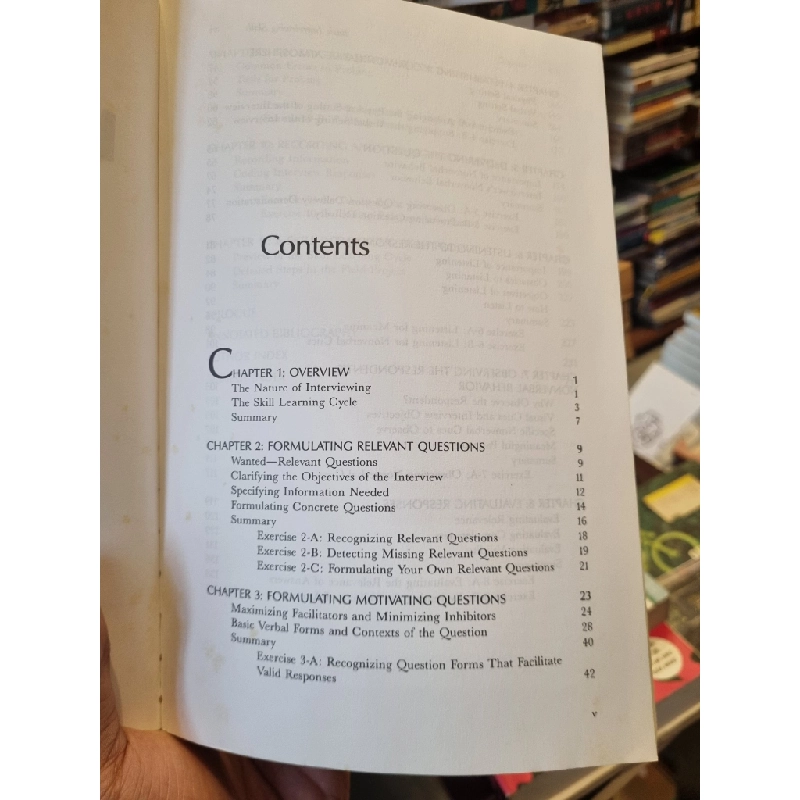 Contents
CHAPTER 1: OVERVIEW 1
The Nature of Interviewing 1
The Skill Learning Cycle 3
Summary 7
CHAPTER 2: FORMULATING RELEVANT QUESTIONS 9
Wanted—Relevant Questions 9
Clarifying the Objectives of the Interview 11
Specifying Information Needed 12
Formulating Concrete Questions 14
Summary 16
Exercise 2-A: Recognizing Relevant Questions 18
Exercise 2-B: Detecting Missing Relevant Questions 19
Exercise 2-C: Formulating Your Own Relevant Questions 21
CHAPTER 3: FORMULATING MOTIVATING QUESTIONS 23
Maximizing Facilitators and Minimizing Inhibitors 24
Basic Verbal Forms and Contexts of the Question 28
Summary 40
Exercise 3-A: Recognizing Question Forms That Facilitate
Valid Responses 42
v